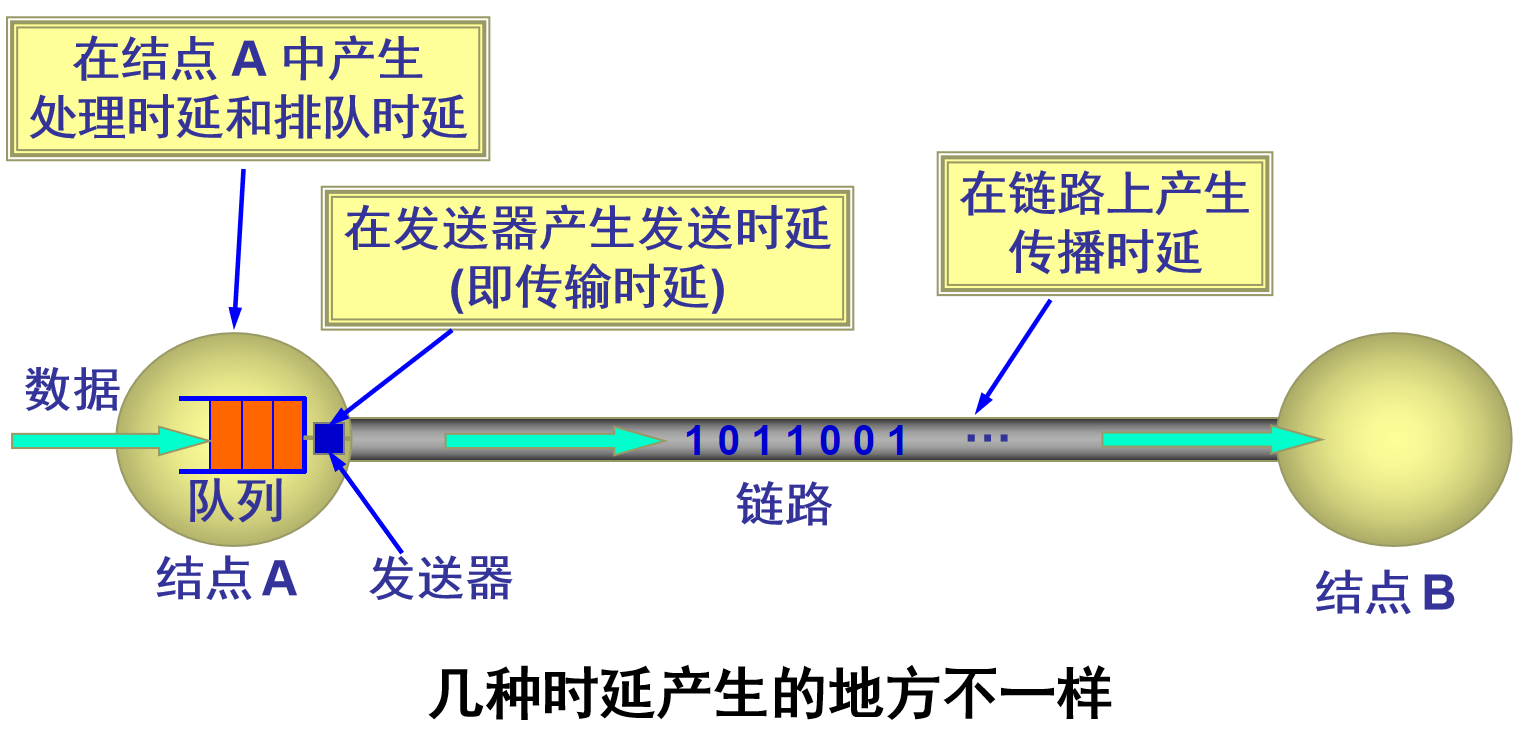 在结点 A 中产生
处理时延和排队时延
在发送器产生发送时延
(即传输时延)
在链路上产生
传播时延
数据
1 0 1 1 0 0 1 …
队列
链路
结点 A
发送器
结点 B
几种时延产生的地方不一样